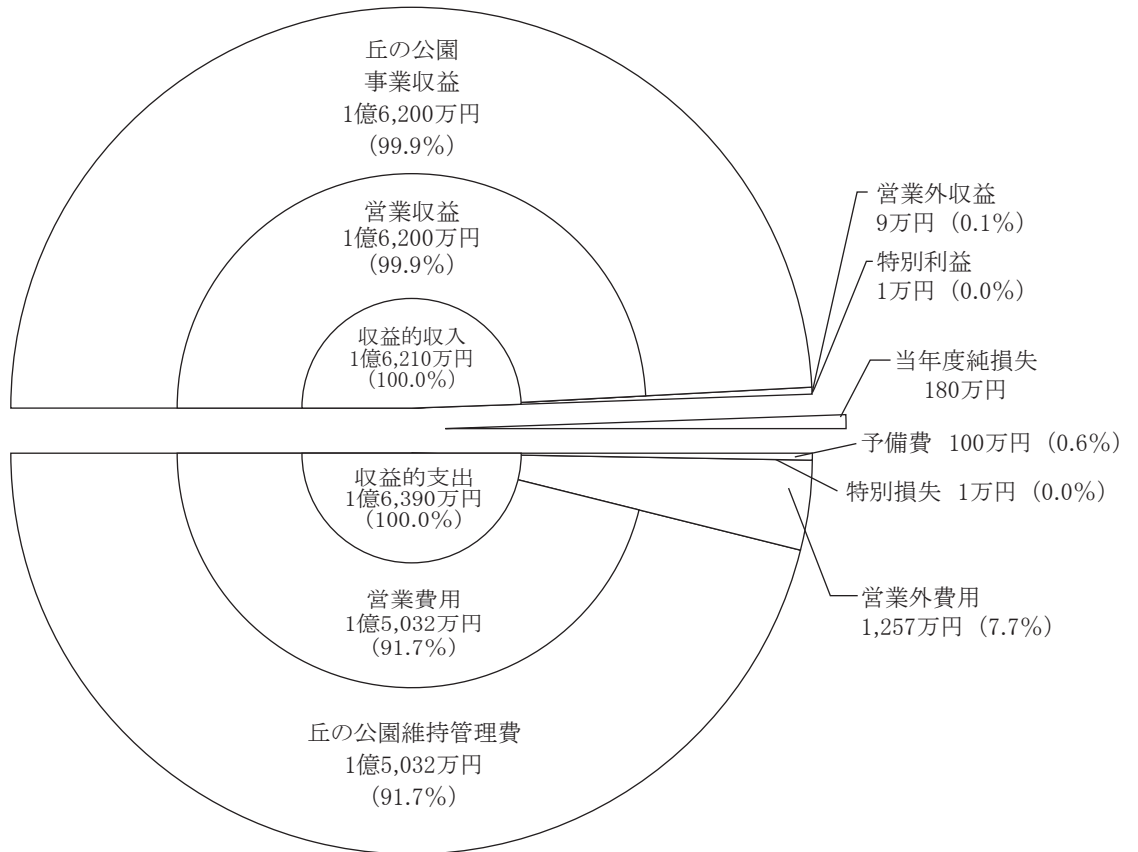 丘の公園
事業収益
1億6,200万円
(99.9%)
営業収益
1億6,200万円
(99.9%)
収益的収入
1億6,210万円
(100.0%)
営業外収益
9万円 (0.1%)
特別利益
1万円 (0.0%)
当年度純損失
180万円
予備費 100万円 (0.6%)
特別損失 1万円 (0.0%)
営業外費用
1,257万円 (7.7%)
収益的支出
1億6,390万円
(100.0%)
営業費用
1億5,032万円
(91.7%)
丘の公園維持管理費
1億5,032万円
(91.7%)